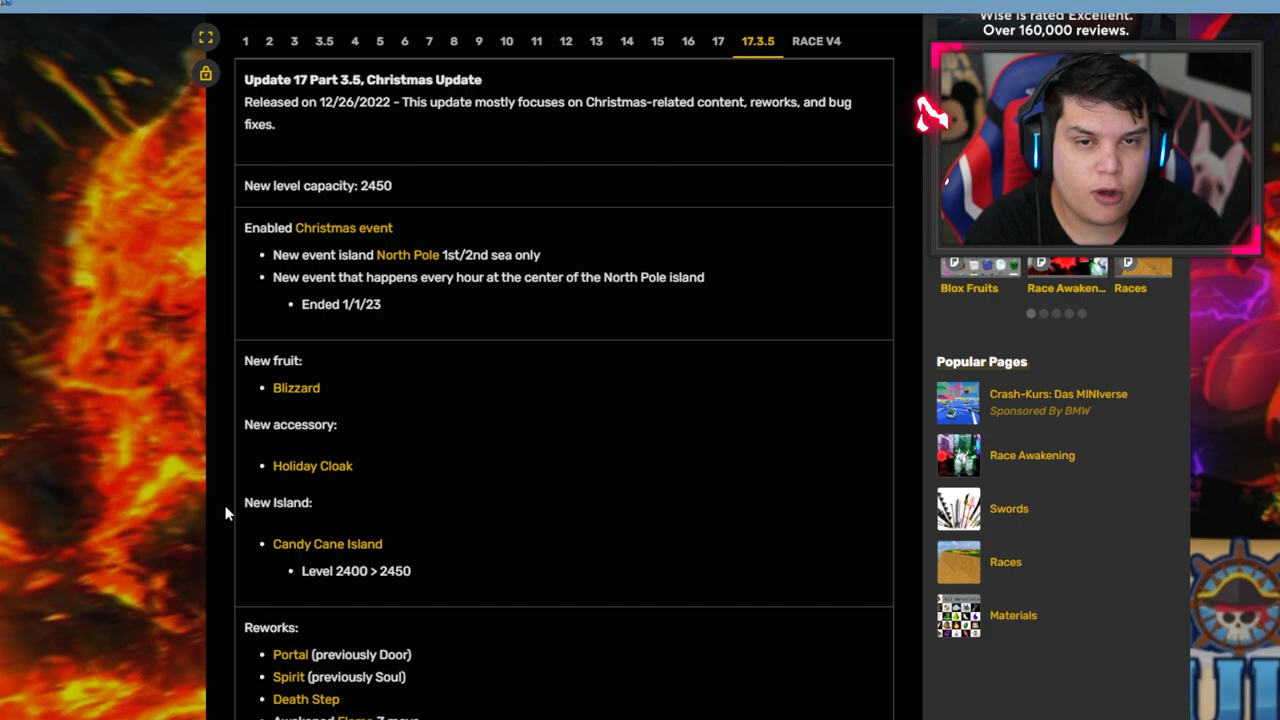 Wise is rated Excellent.
Over 160,000 reviews.
1 2 3 3.5 4 5 6 7 8 9 10 11 12 13 14 15 16 17 17.3.5 RACE V4
Update 17 Part 3.5, Christmas Update
Released on 12/26/2022 - This update mostly focuses on Christmas-related content, reworks, and bug
fixes.
New level capacity: 2450
Enabled Christmas event
• New event island North Pole 1st/2nd sea only
• New event that happens every hour at the center of the North Pole island
• Ended 1/1/23
New fruit:
• Blizzard
New accessory:
• Holiday Cloak
New Island:
• Candy Cane Island
• Level 2400 > 2450
Reworks:
• Portal (previously Door)
• Spirit (previously Soul)
• Death Step
• Awakened Flame Z move
Blox Fruits Race Awaken... Races
Popular Pages
Crash-Kurs: Das MINIverse
Sponsored By BMW
Race Awakening
Swords
Races
Materials